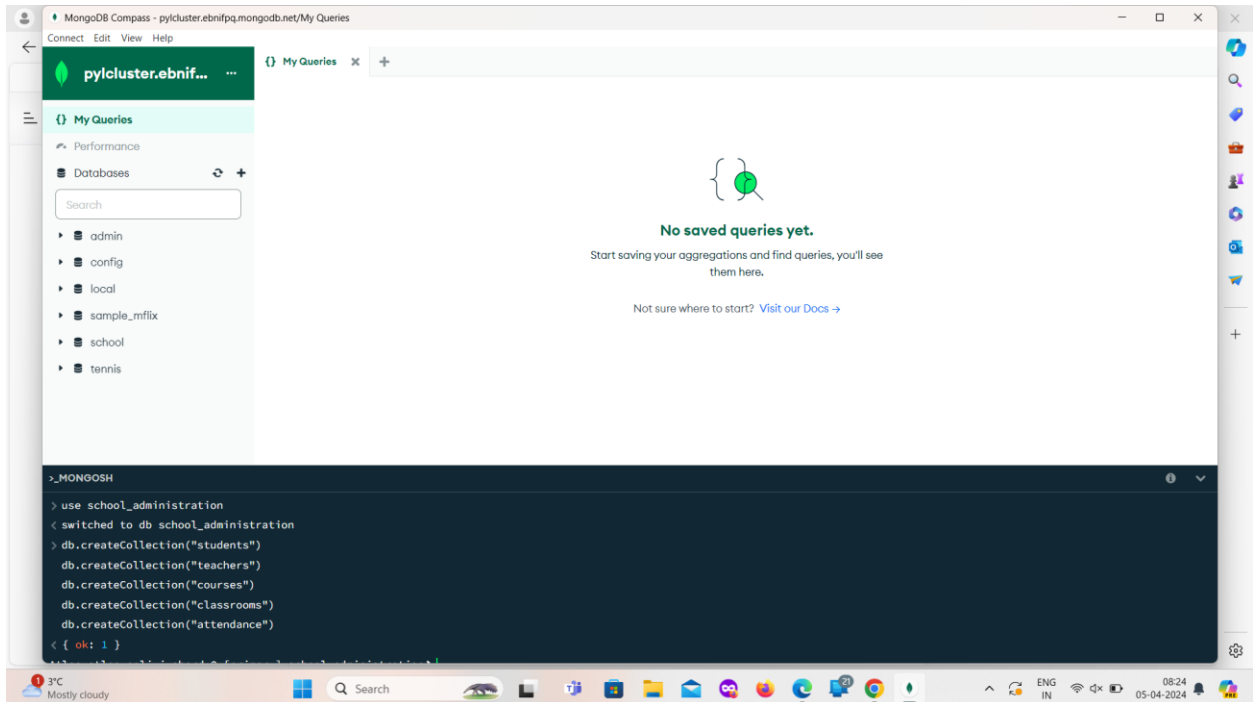 MongoDB Compass - pylcluster.ebnifpq.mongodb.net/My Queries
Connect Edit View Help
pylcluster.ebnif... ...
{} My Queries
{} My Queries
Performance
Databases
Search
admin
config
local
sample_mflix
school
tennis
No saved queries yet.
Start saving your aggregations and find queries, you'll see
them here.
Not sure where to start? Visit our Docs →
>_MONGOSH
> use school_administration
< switched to db school_administration
> db.createCollection("students")
db.createCollection("teachers")
db.createCollection("courses")
db.createCollection("classrooms")
db.createCollection("attendance")
< { ok: 1 }
1
3°C
Mostly cloudy
Search
21
ENG
IN
08:24
05-04-2024
PRE